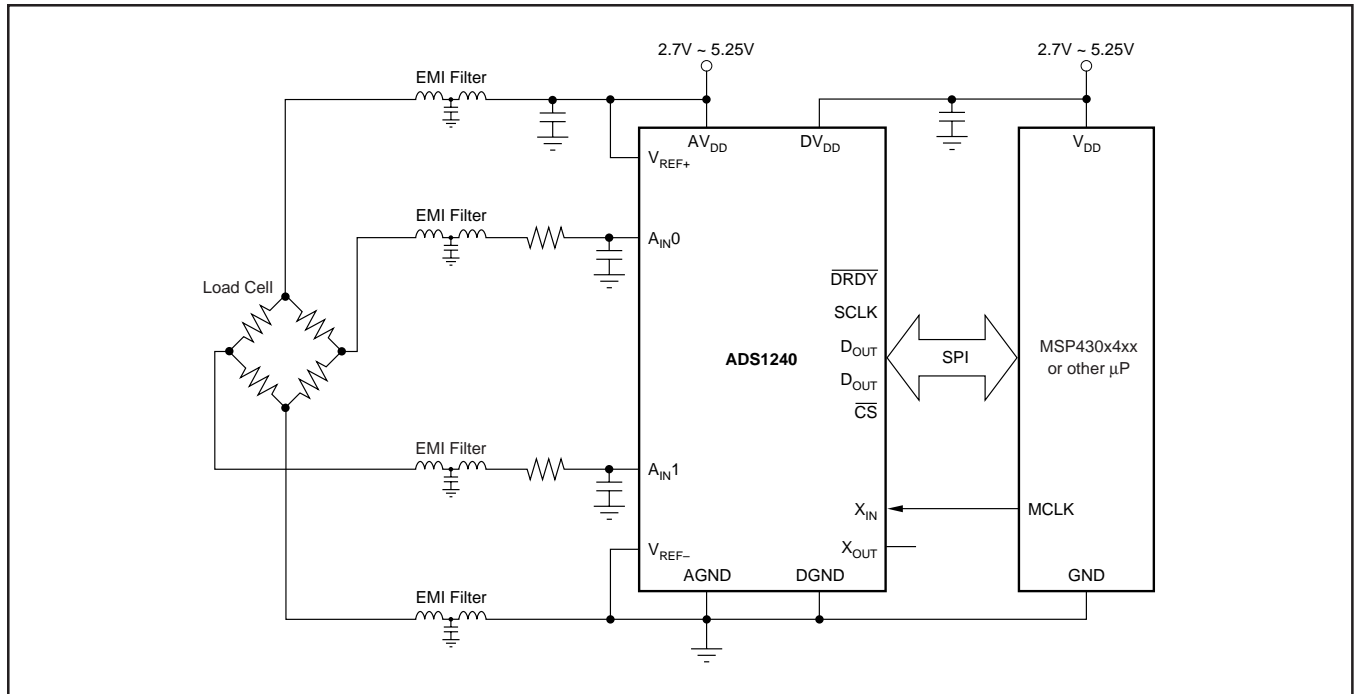 2.7V ~ 5.25V
2.7V ~ 5.25V
EMI Filter
AVDD
DVDD
VDD
VREF+
EMI Filter
AIN0
Load Cell
DRDY
SCLK
DOUT
DOUT
CS
ADS1240
SPI
MSP430x4xx
or other μP
EMI Filter
AIN1
XIN
MCLK
XOUT
VREF–
AGND
DGND
GND
EMI Filter